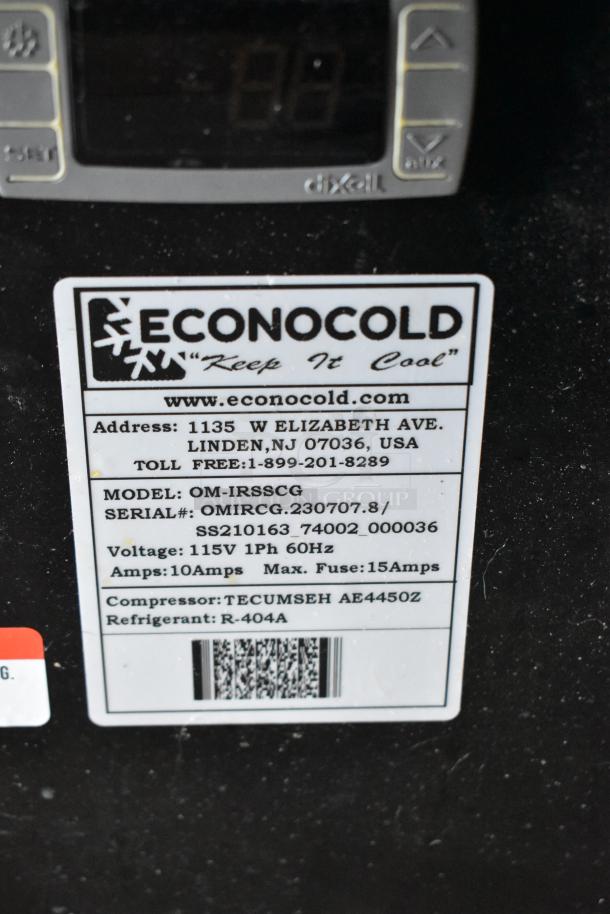 SET
aux
dixell
ECONOCOLD
"Keep It Cool"
www.econocold.com
Address: 1135 W ELIZABETH AVE.
LINDEN,NJ 07036, USA
TOLL FREE:1-899-201-8289
MODEL: OM-IRSSCG
SERIAL#: OMIRCG.230707.8/
SS210163_74002_000036
Voltage: 115V 1Ph 60Hz
Amps:10Amps Max. Fuse:15Amps
Compressor:TECUMSEH AE4450Z
Refrigerant: R-404A
G.
AUCTION GROUP